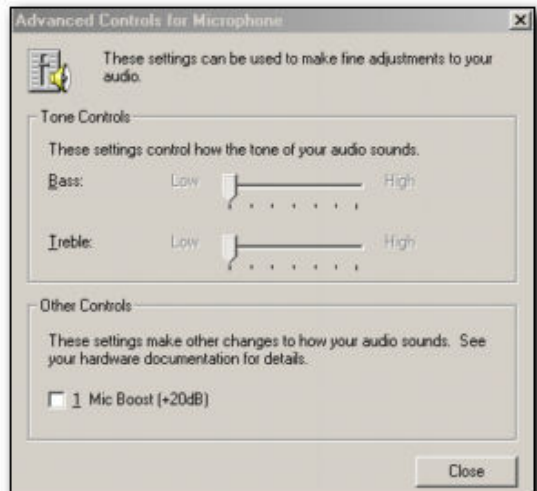 Advanced Controls for Microphone
These settings can be used to make fine adjustments to your
audio.
Tone Controls
These settings control how the tone of your audio sounds.
Bass: Low High
Treble: Low High
Other Controls
These settings make other changes to how your audio sounds. See
your hardware documentation for details.
1 Mic Boost (+20dB)
Close